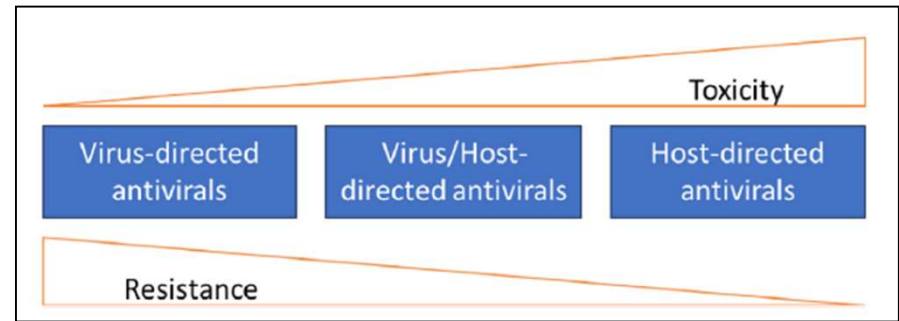 Toxicity
Virus-directed
antivirals
Virus/Host-
directed antivirals
Host-directed
antivirals
Resistance